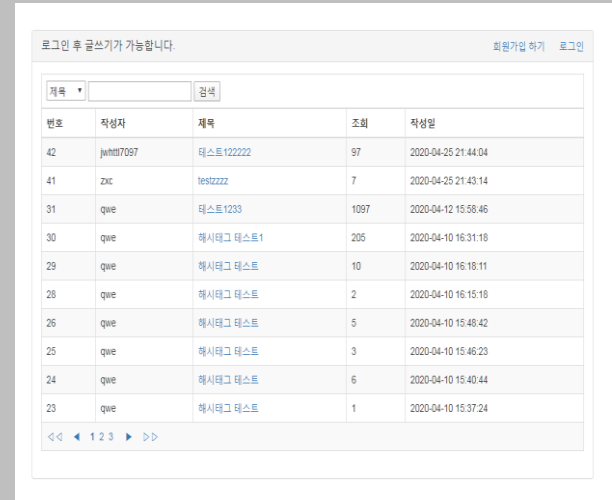 로그인 후 글쓰기가 가능합니다. 회원가입 하기 로그인
제목 ▼ 검색
번호 작성자 제목 조회 작성일
42 jwhttl7097 테스트122222 97 2020-04-25 21:44:04
41 zxc testzzzz 7 2020-04-25 21:43:14
31 qwe 테스트1233 1097 2020-04-12 15:58:46
30 qwe 해시태그 테스트1 205 2020-04-10 16:31:18
29 qwe 해시태그 테스트 10 2020-04-10 16:18:11
28 qwe 해시태그 테스트 2 2020-04-10 16:15:18
26 qwe 해시태그 테스트 5 2020-04-10 15:48:42
25 qwe 해시태그 테스트 3 2020-04-10 15:46:23
24 qwe 해시태그 테스트 6 2020-04-10 15:40:44
23 qwe 해시태그 테스트 1 2020-04-10 15:37:24
◁◁ ◀ 1 2 3 ▶ ▷▷